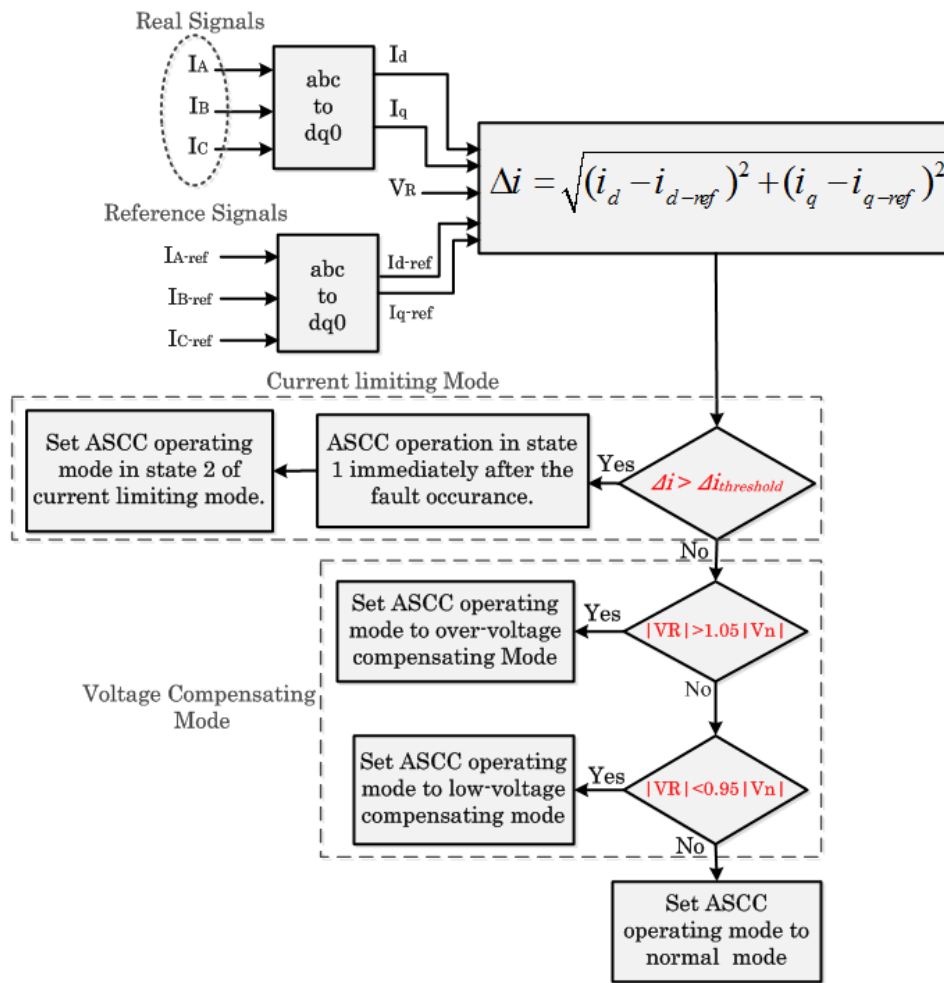 Real Signals
IA
IB
IC
abc
to
dq0
Id
Iq
VR
Δi = √(i_d − i_d−ref)² + (i_q − i_q−ref)²
Reference Signals
IA-ref
IB-ref
IC-ref
abc
to
dq0
Id-ref
Iq-ref
Current limiting Mode
Set ASCC operating
mode in state 2 of
current limiting mode.
ASCC operation in state
1 immediately after the
fault occurance.
Yes
Δi > Δithreshold
No
Set ASCC operating
mode to over-voltage
compensating Mode
Yes
|VR|>1.05|Vn|
No
Voltage Compensating
Mode
Set ASCC operating
mode to low-voltage
compensating mode
Yes
|VR|<0.95|Vn|
No
Set ASCC
operating mode to
normal mode